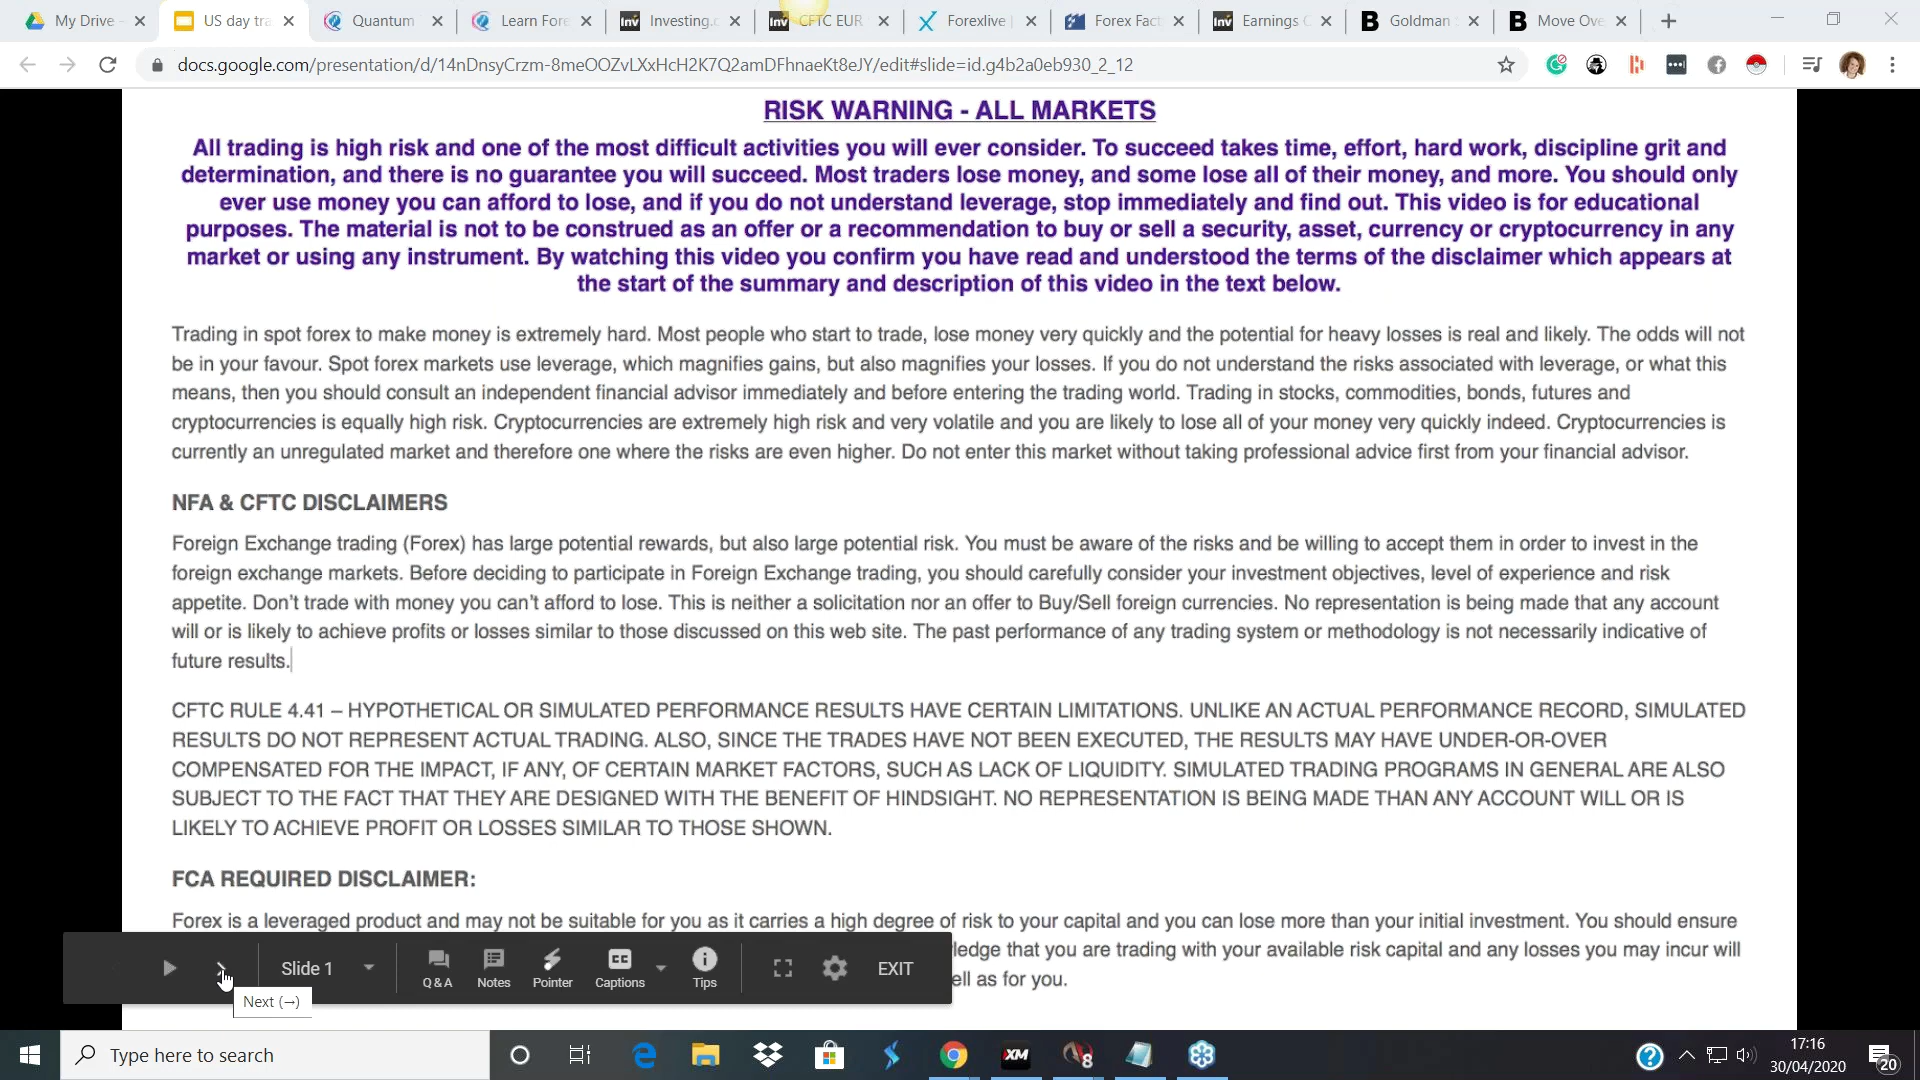 My Drive -
US day tra
Quantum
Learn Fore
Investing.c
CFTC EUR
Forexlive |
Forex Fact
Earnings C
Goldman S
Move Ove
docs.google.com/presentation/d/14nDnsyCrzm-8meOOZvLXxHcH2K7Q2amDFhnaeKt8eJY/edit#slide=id.g4b2a0eb930_2_12
RISK WARNING - ALL MARKETS
All trading is high risk and one of the most difficult activities you will ever consider. To succeed takes time, effort, hard work, discipline grit and
determination, and there is no guarantee you will succeed. Most traders lose money, and some lose all of their money, and more. You should only
ever use money you can afford to lose, and if you do not understand leverage, stop immediately and find out. This video is for educational
purposes. The material is not to be construed as an offer or a recommendation to buy or sell a security, asset, currency or cryptocurrency in any
market or using any instrument. By watching this video you confirm you have read and understood the terms of the disclaimer which appears at
the start of the summary and description of this video in the text below.
Trading in spot forex to make money is extremely hard. Most people who start to trade, lose money very quickly and the potential for heavy losses is real and likely. The odds will not
be in your favour. Spot forex markets use leverage, which magnifies gains, but also magnifies your losses. If you do not understand the risks associated with leverage, or what this
means, then you should consult an independent financial advisor immediately and before entering the trading world. Trading in stocks, commodities, bonds, futures and
cryptocurrencies is equally high risk. Cryptocurrencies are extremely high risk and very volatile and you are likely to lose all of your money very quickly indeed. Cryptocurrencies is
currently an unregulated market and therefore one where the risks are even higher. Do not enter this market without taking professional advice first from your financial advisor.
NFA & CFTC DISCLAIMERS
Foreign Exchange trading (Forex) has large potential rewards, but also large potential risk. You must be aware of the risks and be willing to accept them in order to invest in the
foreign exchange markets. Before deciding to participate in Foreign Exchange trading, you should carefully consider your investment objectives, level of experience and risk
appetite. Don't trade with money you can't afford to lose. This is neither a solicitation nor an offer to Buy/Sell foreign currencies. No representation is being made that any account
will or is likely to achieve profits or losses similar to those discussed on this web site. The past performance of any trading system or methodology is not necessarily indicative of
future results.
CFTC RULE 4.41 – HYPOTHETICAL OR SIMULATED PERFORMANCE RESULTS HAVE CERTAIN LIMITATIONS. UNLIKE AN ACTUAL PERFORMANCE RECORD, SIMULATED
RESULTS DO NOT REPRESENT ACTUAL TRADING. ALSO, SINCE THE TRADES HAVE NOT BEEN EXECUTED, THE RESULTS MAY HAVE UNDER-OR-OVER
COMPENSATED FOR THE IMPACT, IF ANY, OF CERTAIN MARKET FACTORS, SUCH AS LACK OF LIQUIDITY. SIMULATED TRADING PROGRAMS IN GENERAL ARE ALSO
SUBJECT TO THE FACT THAT THEY ARE DESIGNED WITH THE BENEFIT OF HINDSIGHT. NO REPRESENTATION IS BEING MADE THAN ANY ACCOUNT WILL OR IS
LIKELY TO ACHIEVE PROFIT OR LOSSES SIMILAR TO THOSE SHOWN.
FCA REQUIRED DISCLAIMER:
Forex is a leveraged product and may not be suitable for you as it carries a high degree of risk to your capital and you can lose more than your initial investment. You should ensure
ledge that you are trading with your available risk capital and any losses you may incur will
ell as for you.
Slide 1
Q&A
Notes
CC
Pointer
Captions
Tips
EXIT
Next (→)
Type here to search
XM
8
17:16
30/04/2020
20